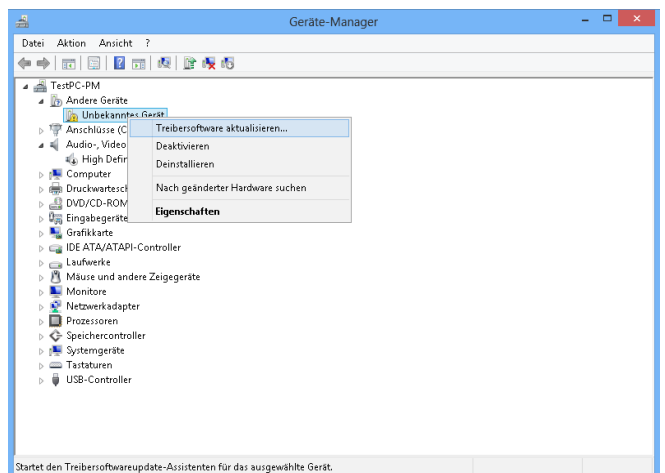 Geräte-Manager
Datei Aktion Ansicht ?
TestPC-PM
Andere Geräte
Unbekanntes Gerät
Treibersoftware aktualisieren...
Deaktivieren
Deinstallieren
Nach geänderter Hardware suchen
Eigenschaften
Anschlüsse (C
Audio-, Video
High Defin
Computer
Druckwartesc
DVD/CD-ROM
Eingabegeräte
Grafikkarte
IDE ATA/ATAPI-Controller
Laufwerke
Mäuse und andere Zeigegeräte
Monitore
Netzwerkadapter
Prozessoren
Speichercontroller
Systemgeräte
Tastaturen
USB-Controller
Startet den Treibersoftwareupdate-Assistenten für das ausgewählte Gerät.